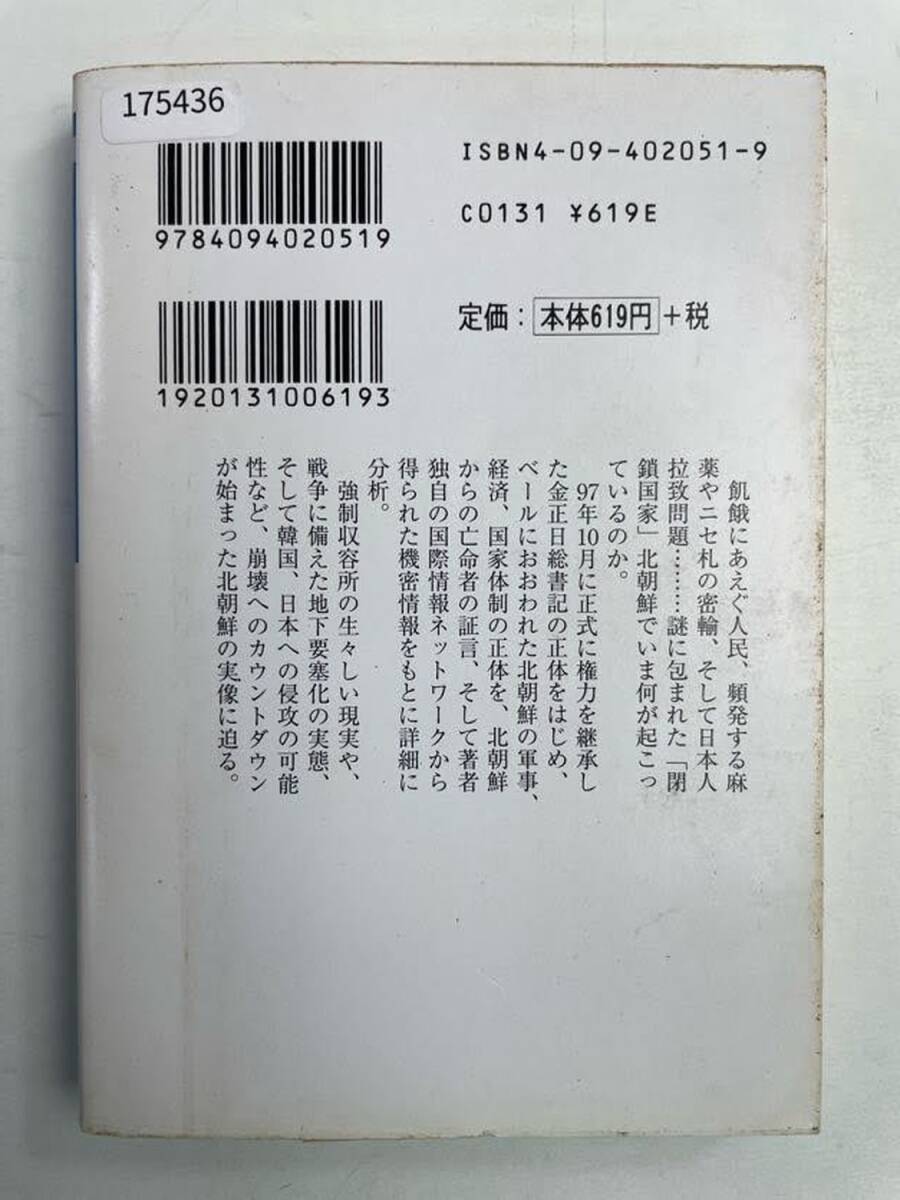 175436
ISBN4-09-402051-9
C0131 ¥619E
9784094020519
定価：本体619円＋税
1920131006193
飢餓にあえぐ人民、頻発する麻
薬やニセ札の密輸、そして日本人
拉致問題………謎に包まれた「閉
鎖国家」北朝鮮でいま何が起こっ
ているのか。
97年10月に正式に権力を継承し
た金正日総書記の正体をはじめ、
ベールにおおわれた北朝鮮の軍事、
経済、国家体制の正体を、北朝鮮
からの亡命者の証言、そして著者
独自の国際情報ネットワークから
得られた機密情報をもとに詳細に
分析。
強制収容所の生々しい現実や、
戦争に備えた地下要塞化の実態、
そして韓国、日本への侵攻の可能
性など、崩壊へのカウントダウン
が始まった北朝鮮の実像に迫る。